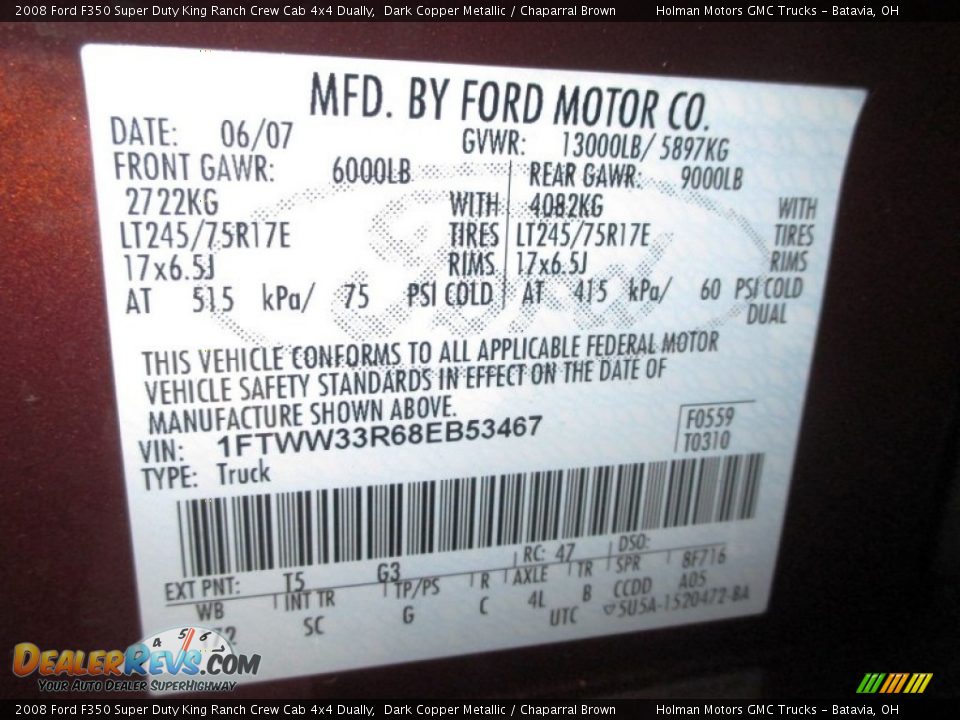 2008 Ford F350 Super Duty King Ranch Crew Cab 4x4 Dually, Dark Copper Metallic / Chaparral Brown Holman Motors GMC Trucks - Batavia, OH
MFD. BY FORD MOTOR CO.
DATE: 06/07 GVWR: 13000LB/ 5897KG
FRONT GAWR: 6000LB REAR GAWR: 9000LB
2722KG WITH 4082KG WITH
LT245/75R17E TIRES LT245/75R17E TIRES
17x6.5J RIMS 17x6.5J RIMS
AT 515 kPa/ 75 PSI COLD AT 415 kPa/ 60 PSI COLD
DUAL
Ford
THIS VEHICLE CONFORMS TO ALL APPLICABLE FEDERAL MOTOR
VEHICLE SAFETY STANDARDS IN EFFECT ON THE DATE OF
MANUFACTURE SHOWN ABOVE.
VIN: 1FTWW33R68EB53467 F0559
TYPE: Truck T0310
EXT PNT: T5 G3 RC: 47 DSO: 8F716
WB INT TR TP/PS R AXLE TR SPR A05
SC G C 4L B CCDD
UTC 5U5A-1520472-BA
4 5 6
DEALERREVS.COM
YOUR AUTO DEALER SUPERHIGHWAY
2008 Ford F350 Super Duty King Ranch Crew Cab 4x4 Dually, Dark Copper Metallic / Chaparral Brown Holman Motors GMC Trucks - Batavia, OH